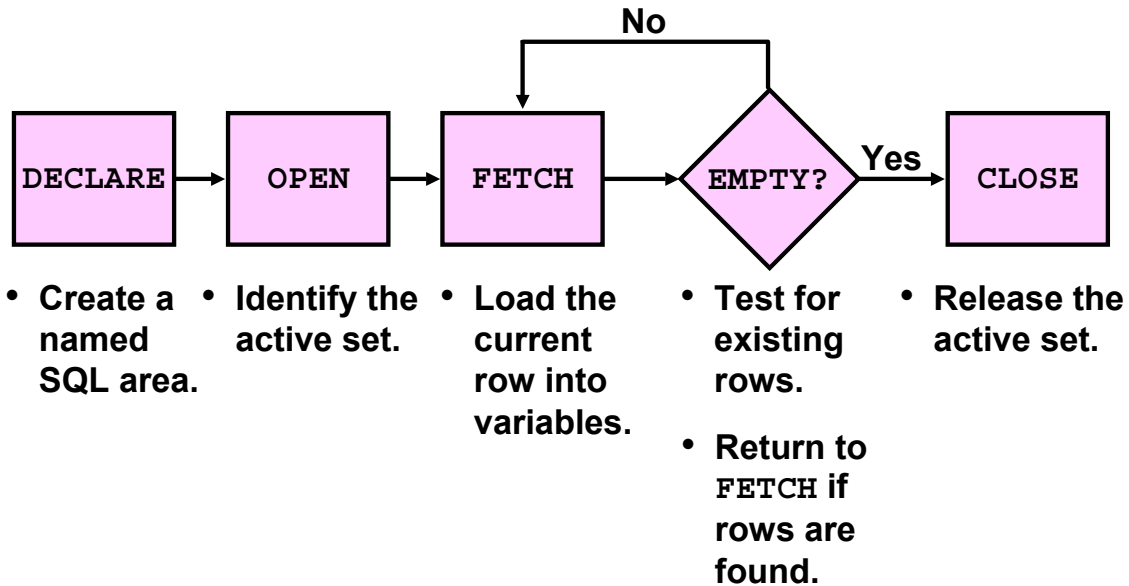 No
DECLARE
OPEN
FETCH
EMPTY?
Yes
CLOSE
• Create a
named
SQL area.
• Identify the
active set.
• Load the
current
row into
variables.
• Test for
existing
rows.
• Return to
FETCH if
rows are
found.
• Release the
active set.